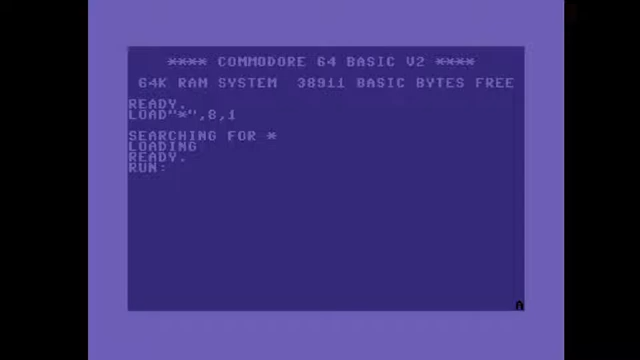 **** COMMODORE 64 BASIC V2 ****
64K RAM SYSTEM  38911 BASIC BYTES FREE
READY.
LOAD"*",8,1
SEARCHING FOR *
LOADING
READY.
RUN: